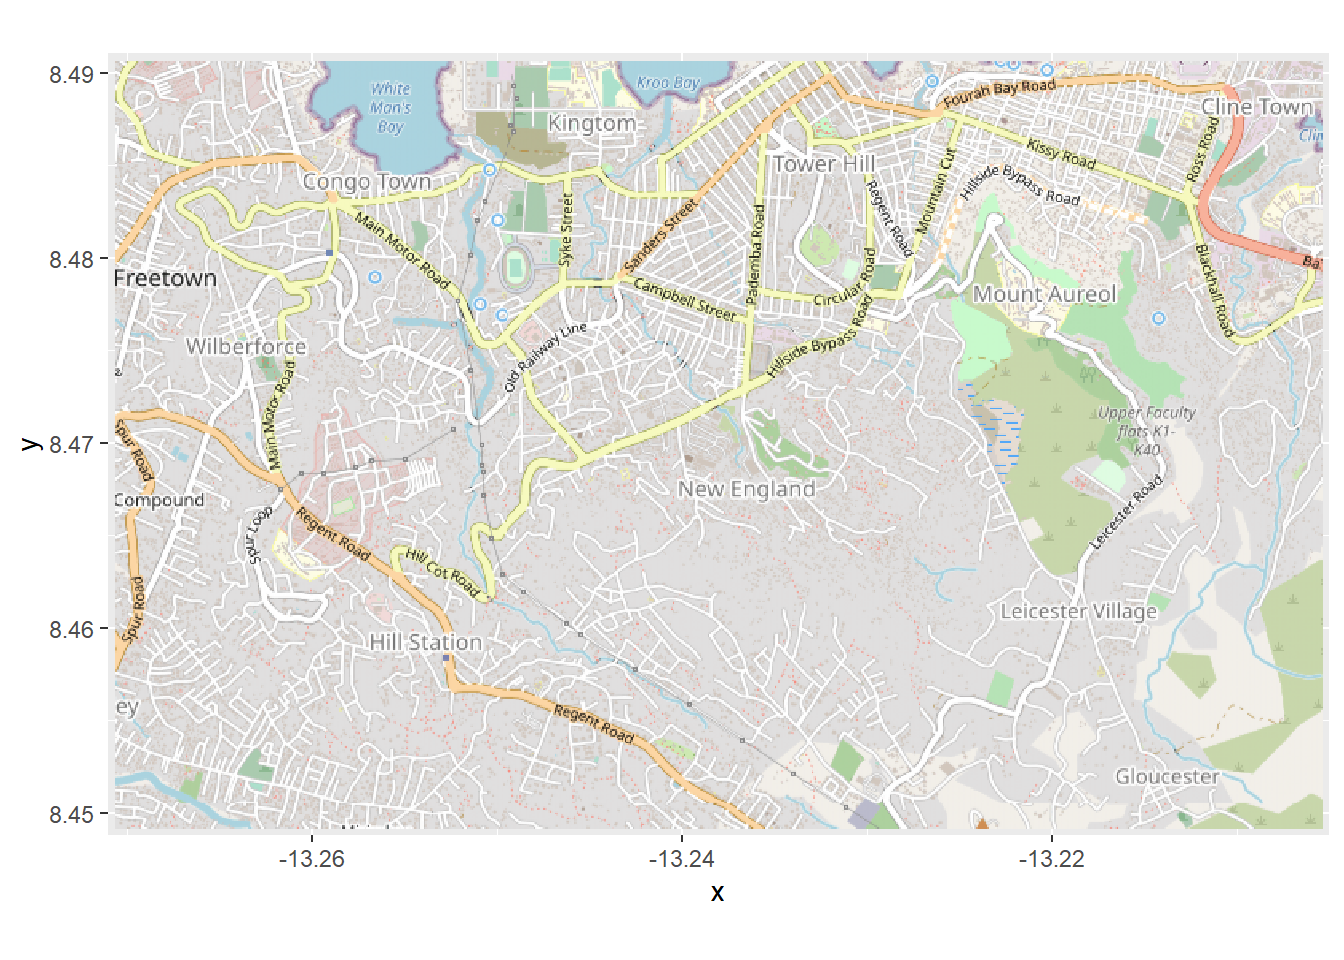 8.49
8.48
8.47
8.46
8.45
y
White
Man's
Bay
Kroo Bay
Kingtom
Fourah Bay Road
Cline Town
Congo Town
Tower Hill
Kissy Road
Ross Road
Mountain Cut
Hillside Bypass Road
Regent Road
Main Motor Road
Syke Street
Sanders Street
Pademba Road
Circular Road
Blackhall Road
Ba
Freetown
Campbell Street
Mount Aureol
Wilberforce
Old Railway Line
Hillside Bypass Road
Main Motor Road
Upper Faculty
flats K1-
K40
Spur Road
New England
Compound
Spur Loop
Regent Road
Leicester Road
Hill Cot Road
Spur Road
Leicester Village
Hill Station
ey
Regent Road
Gloucester
-13.26
-13.24
-13.22
x